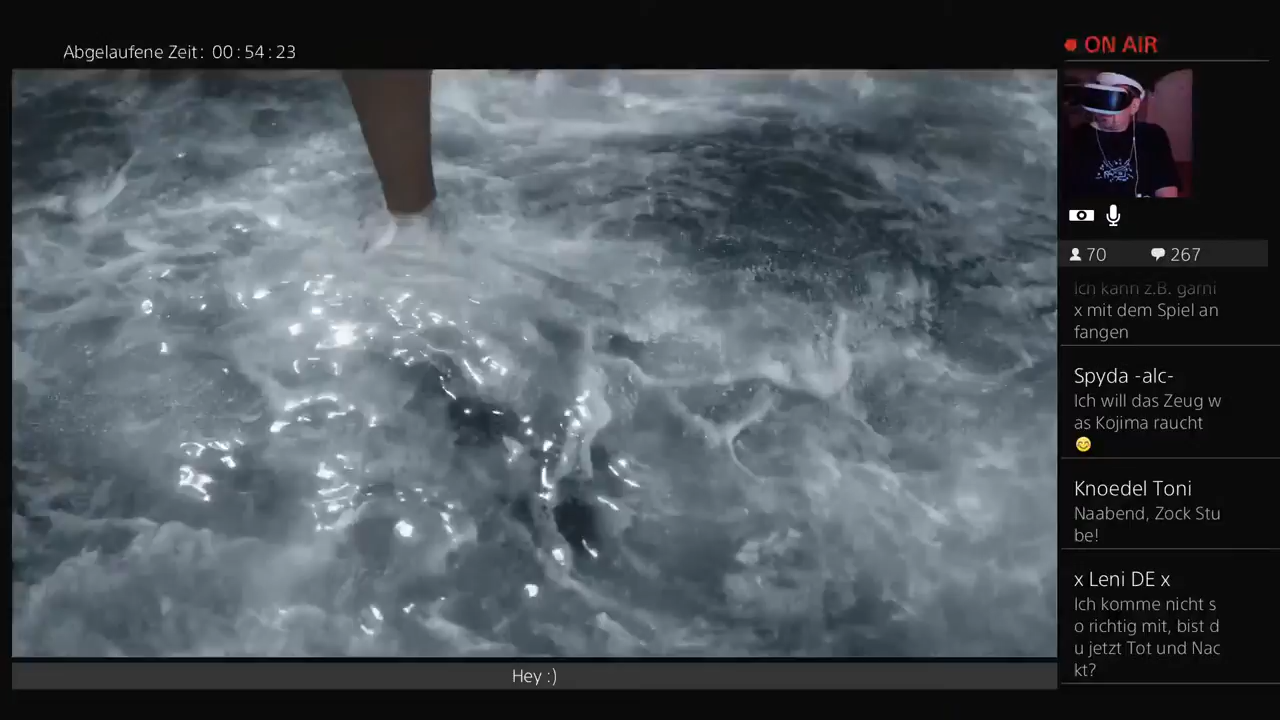 Abgelaufene Zeit: 00:54:23
ON AIR
70 267
Ich kann z.B. garni
x mit dem Spiel an
fangen
Spyda -alc-
Ich will das Zeug w
as Kojima raucht
😊
Knoedel Toni
Naabend, Zock Stu
be!
x Leni DE x
Ich komme nicht s
o richtig mit, bist d
u jetzt Tot und Nac
kt?
Hey :)